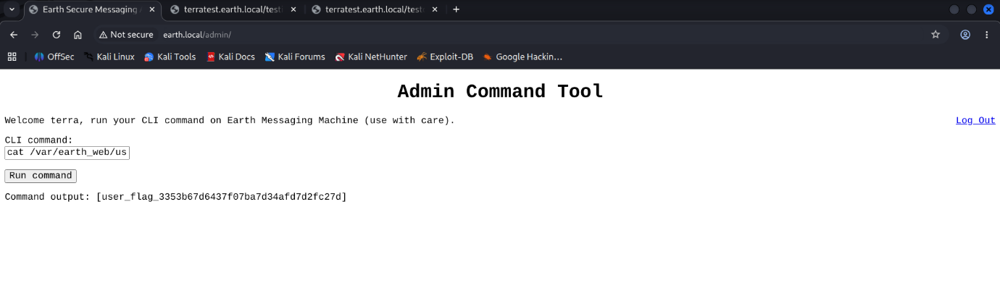 Earth Secure Messaging
terratest.earth.local/test
terratest.earth.local/test
Not secure
earth.local/admin/
OffSec
Kali Linux
Kali Tools
Kali Docs
Kali Forums
Kali NetHunter
Exploit-DB
Google Hackin…
Admin Command Tool
Welcome terra, run your CLI command on Earth Messaging Machine (use with care).
Log Out
CLI command:
cat /var/earth_web/us
Run command
Command output: [user_flag_3353b67d6437f07ba7d34afd7d2fc27d]